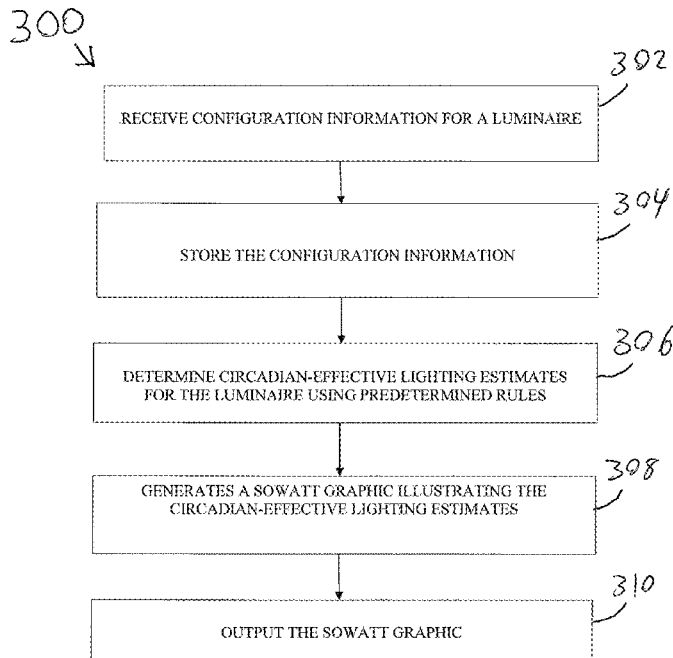 300
302
RECEIVE CONFIGURATION INFORMATION FOR A LUMINAIRE
304
STORE THE CONFIGURATION INFORMATION
306
DETERMINE CIRCADIAN-EFFECTIVE LIGHTING ESTIMATES
FOR THE LUMINAIRE USING PREDETERMINED RULES
308
GENERATES A SOWATT GRAPHIC ILLUSTRATING THE
CIRCADIAN-EFFECTIVE LIGHTING ESTIMATES
310
OUTPUT THE SOWATT GRAPHIC